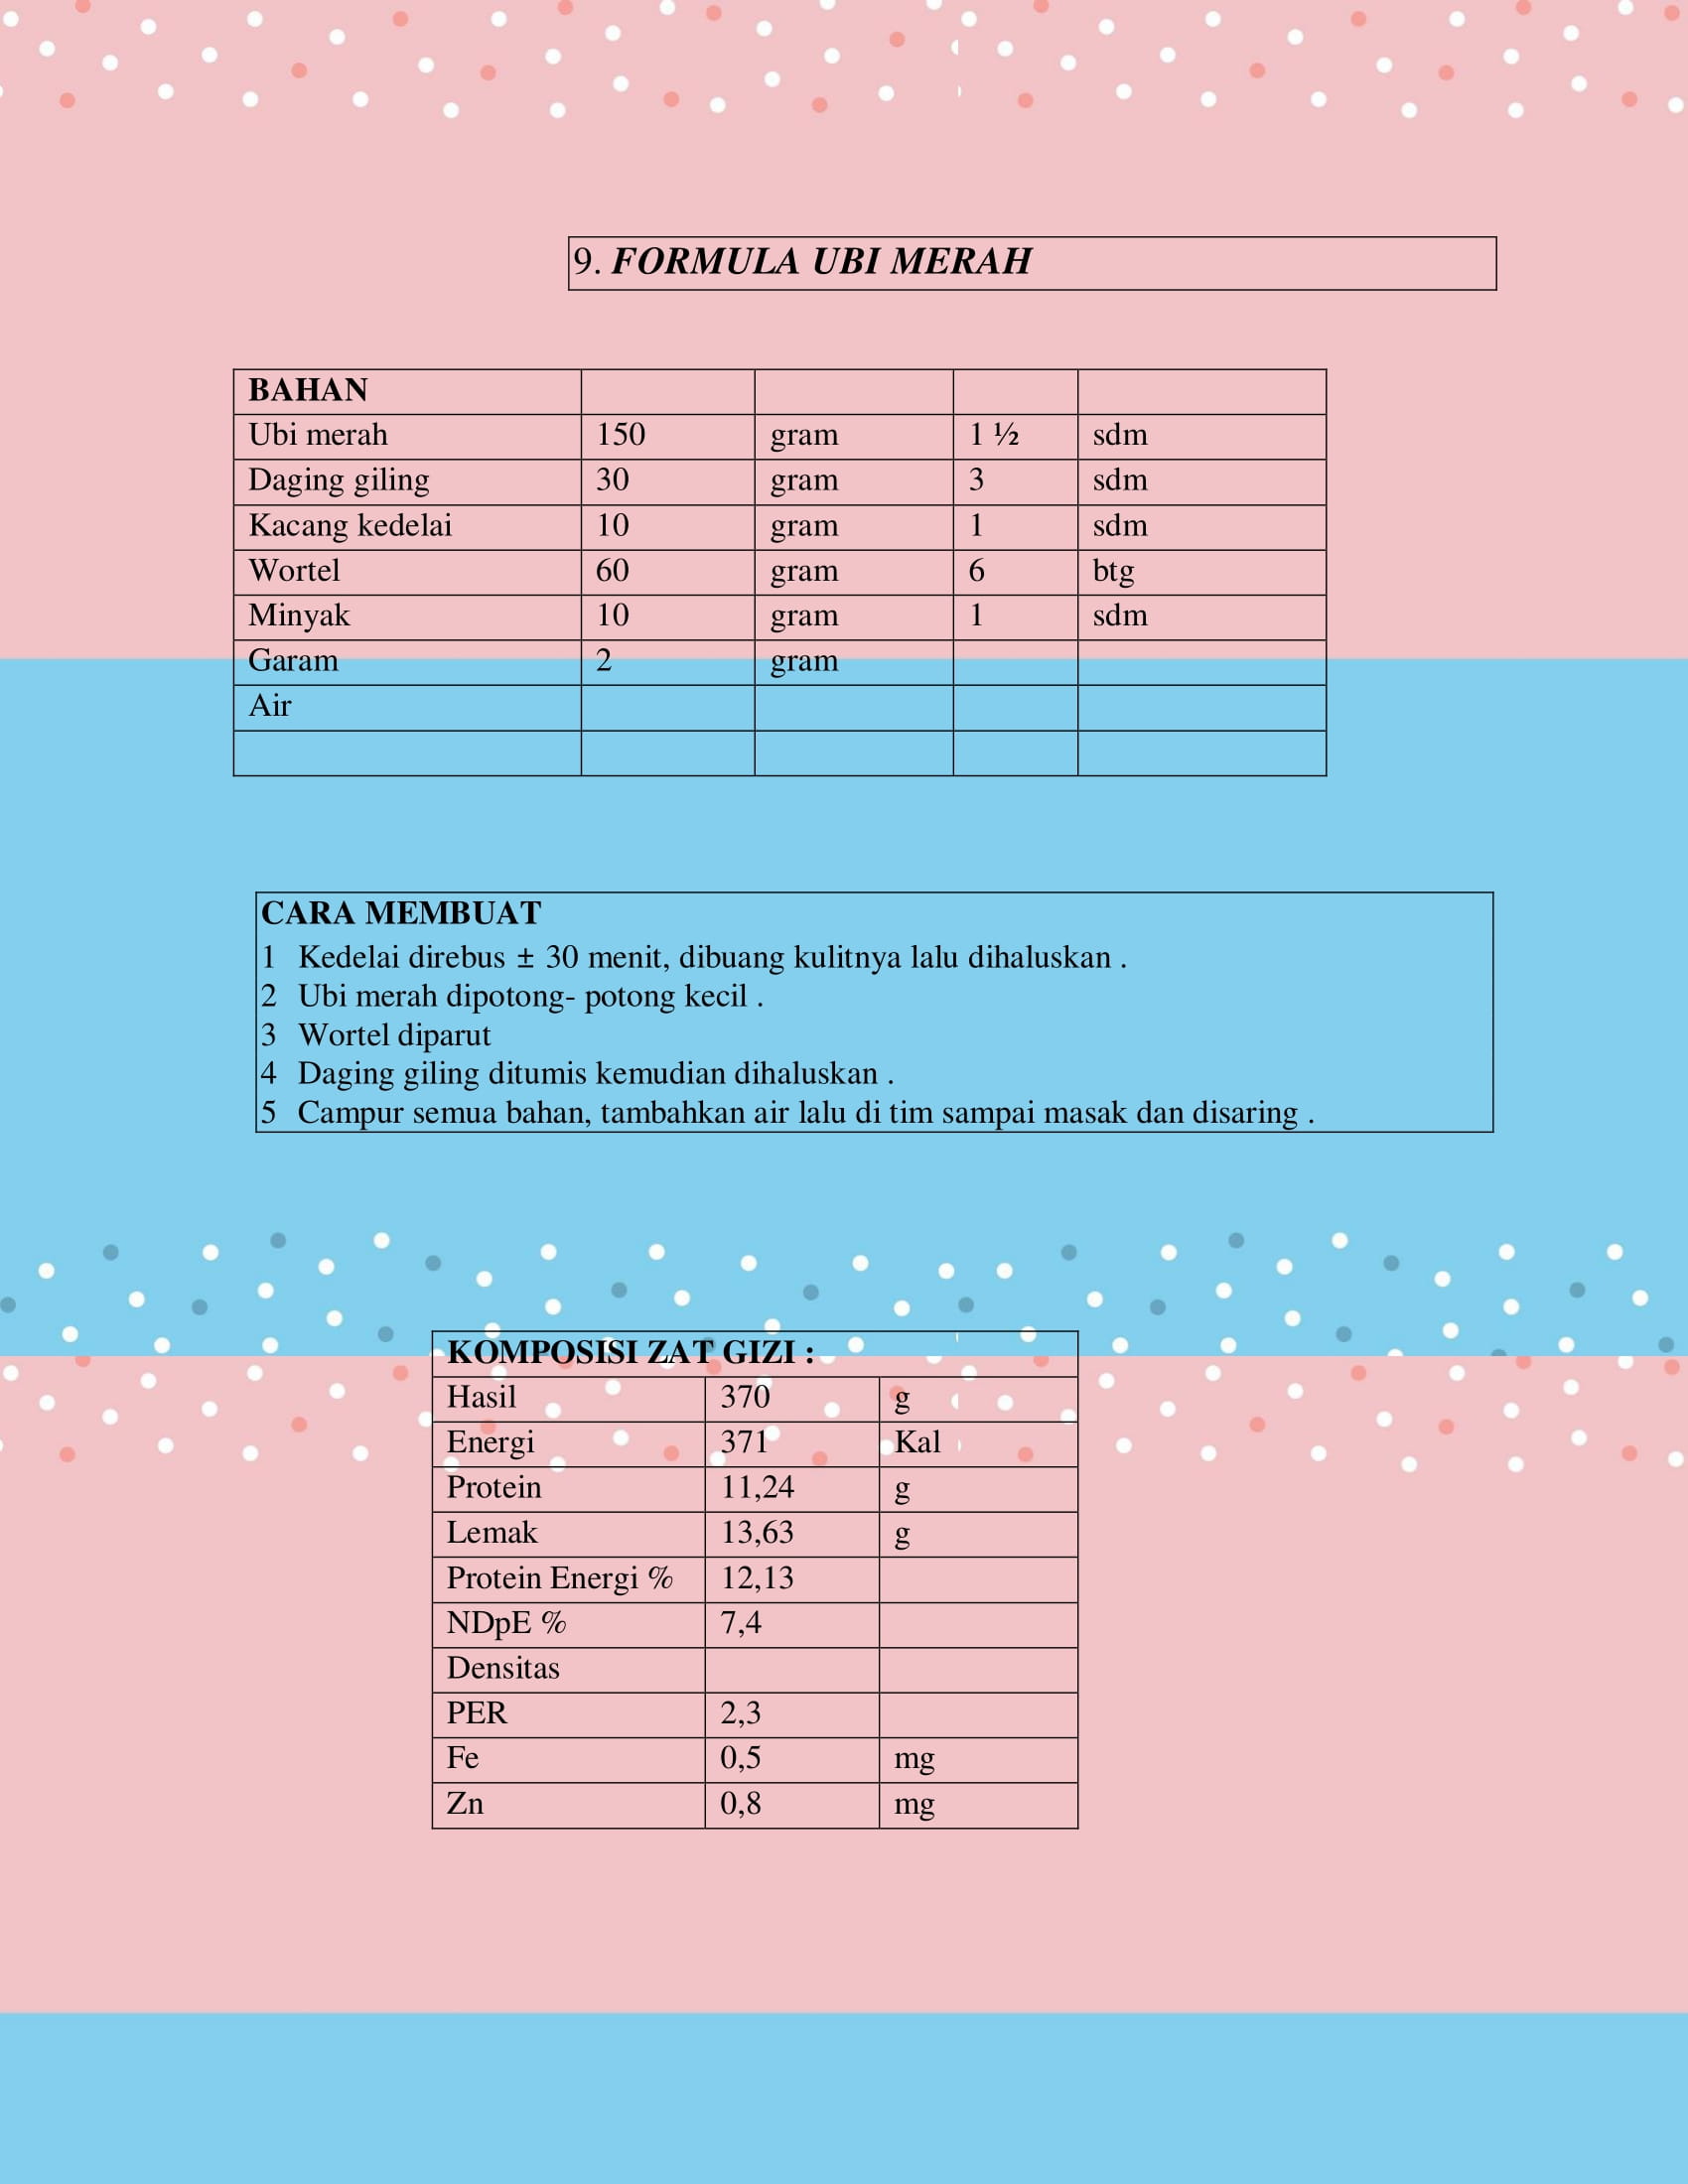 9. FORMULA UBI MERAH
BAHAN
Ubi merah 150 gram 1 ½ sdm
Daging giling 30 gram 3 sdm
Kacang kedelai 10 gram 1 sdm
Wortel 60 gram 6 btg
Minyak 10 gram 1 sdm
Garam 2 gram
Air
CARA MEMBUAT
1 Kedelai direbus ± 30 menit, dibuang kulitnya lalu dihaluskan .
2 Ubi merah dipotong- potong kecil .
3 Wortel diparut
4 Daging giling ditumis kemudian dihaluskan .
5 Campur semua bahan, tambahkan air lalu di tim sampai masak dan disaring .
KOMPOSISI ZAT GIZI :
Hasil 370 g
Energi 371 Kal
Protein 11,24 g
Lemak 13,63 g
Protein Energi % 12,13
NDpE % 7,4
Densitas
PER 2,3
Fe 0,5 mg
Zn 0,8 mg